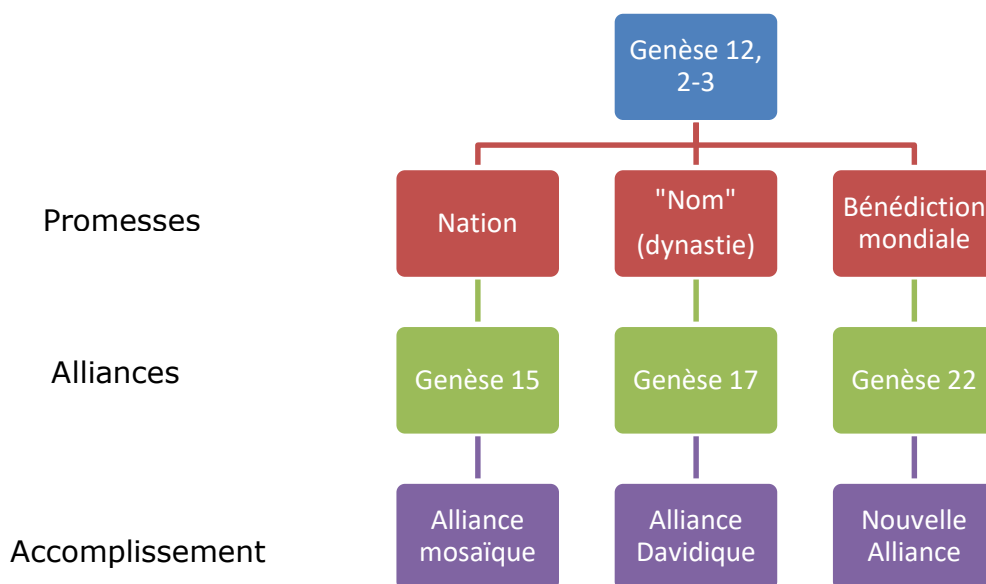 Genèse 12,
2-3
Promesses
Nation
"Nom"
(dynastie)
Bénédiction
mondiale
Alliances
Genèse 15
Genèse 17
Genèse 22
Accomplissement
Alliance
mosaïque
Alliance
Davidique
Nouvelle
Alliance